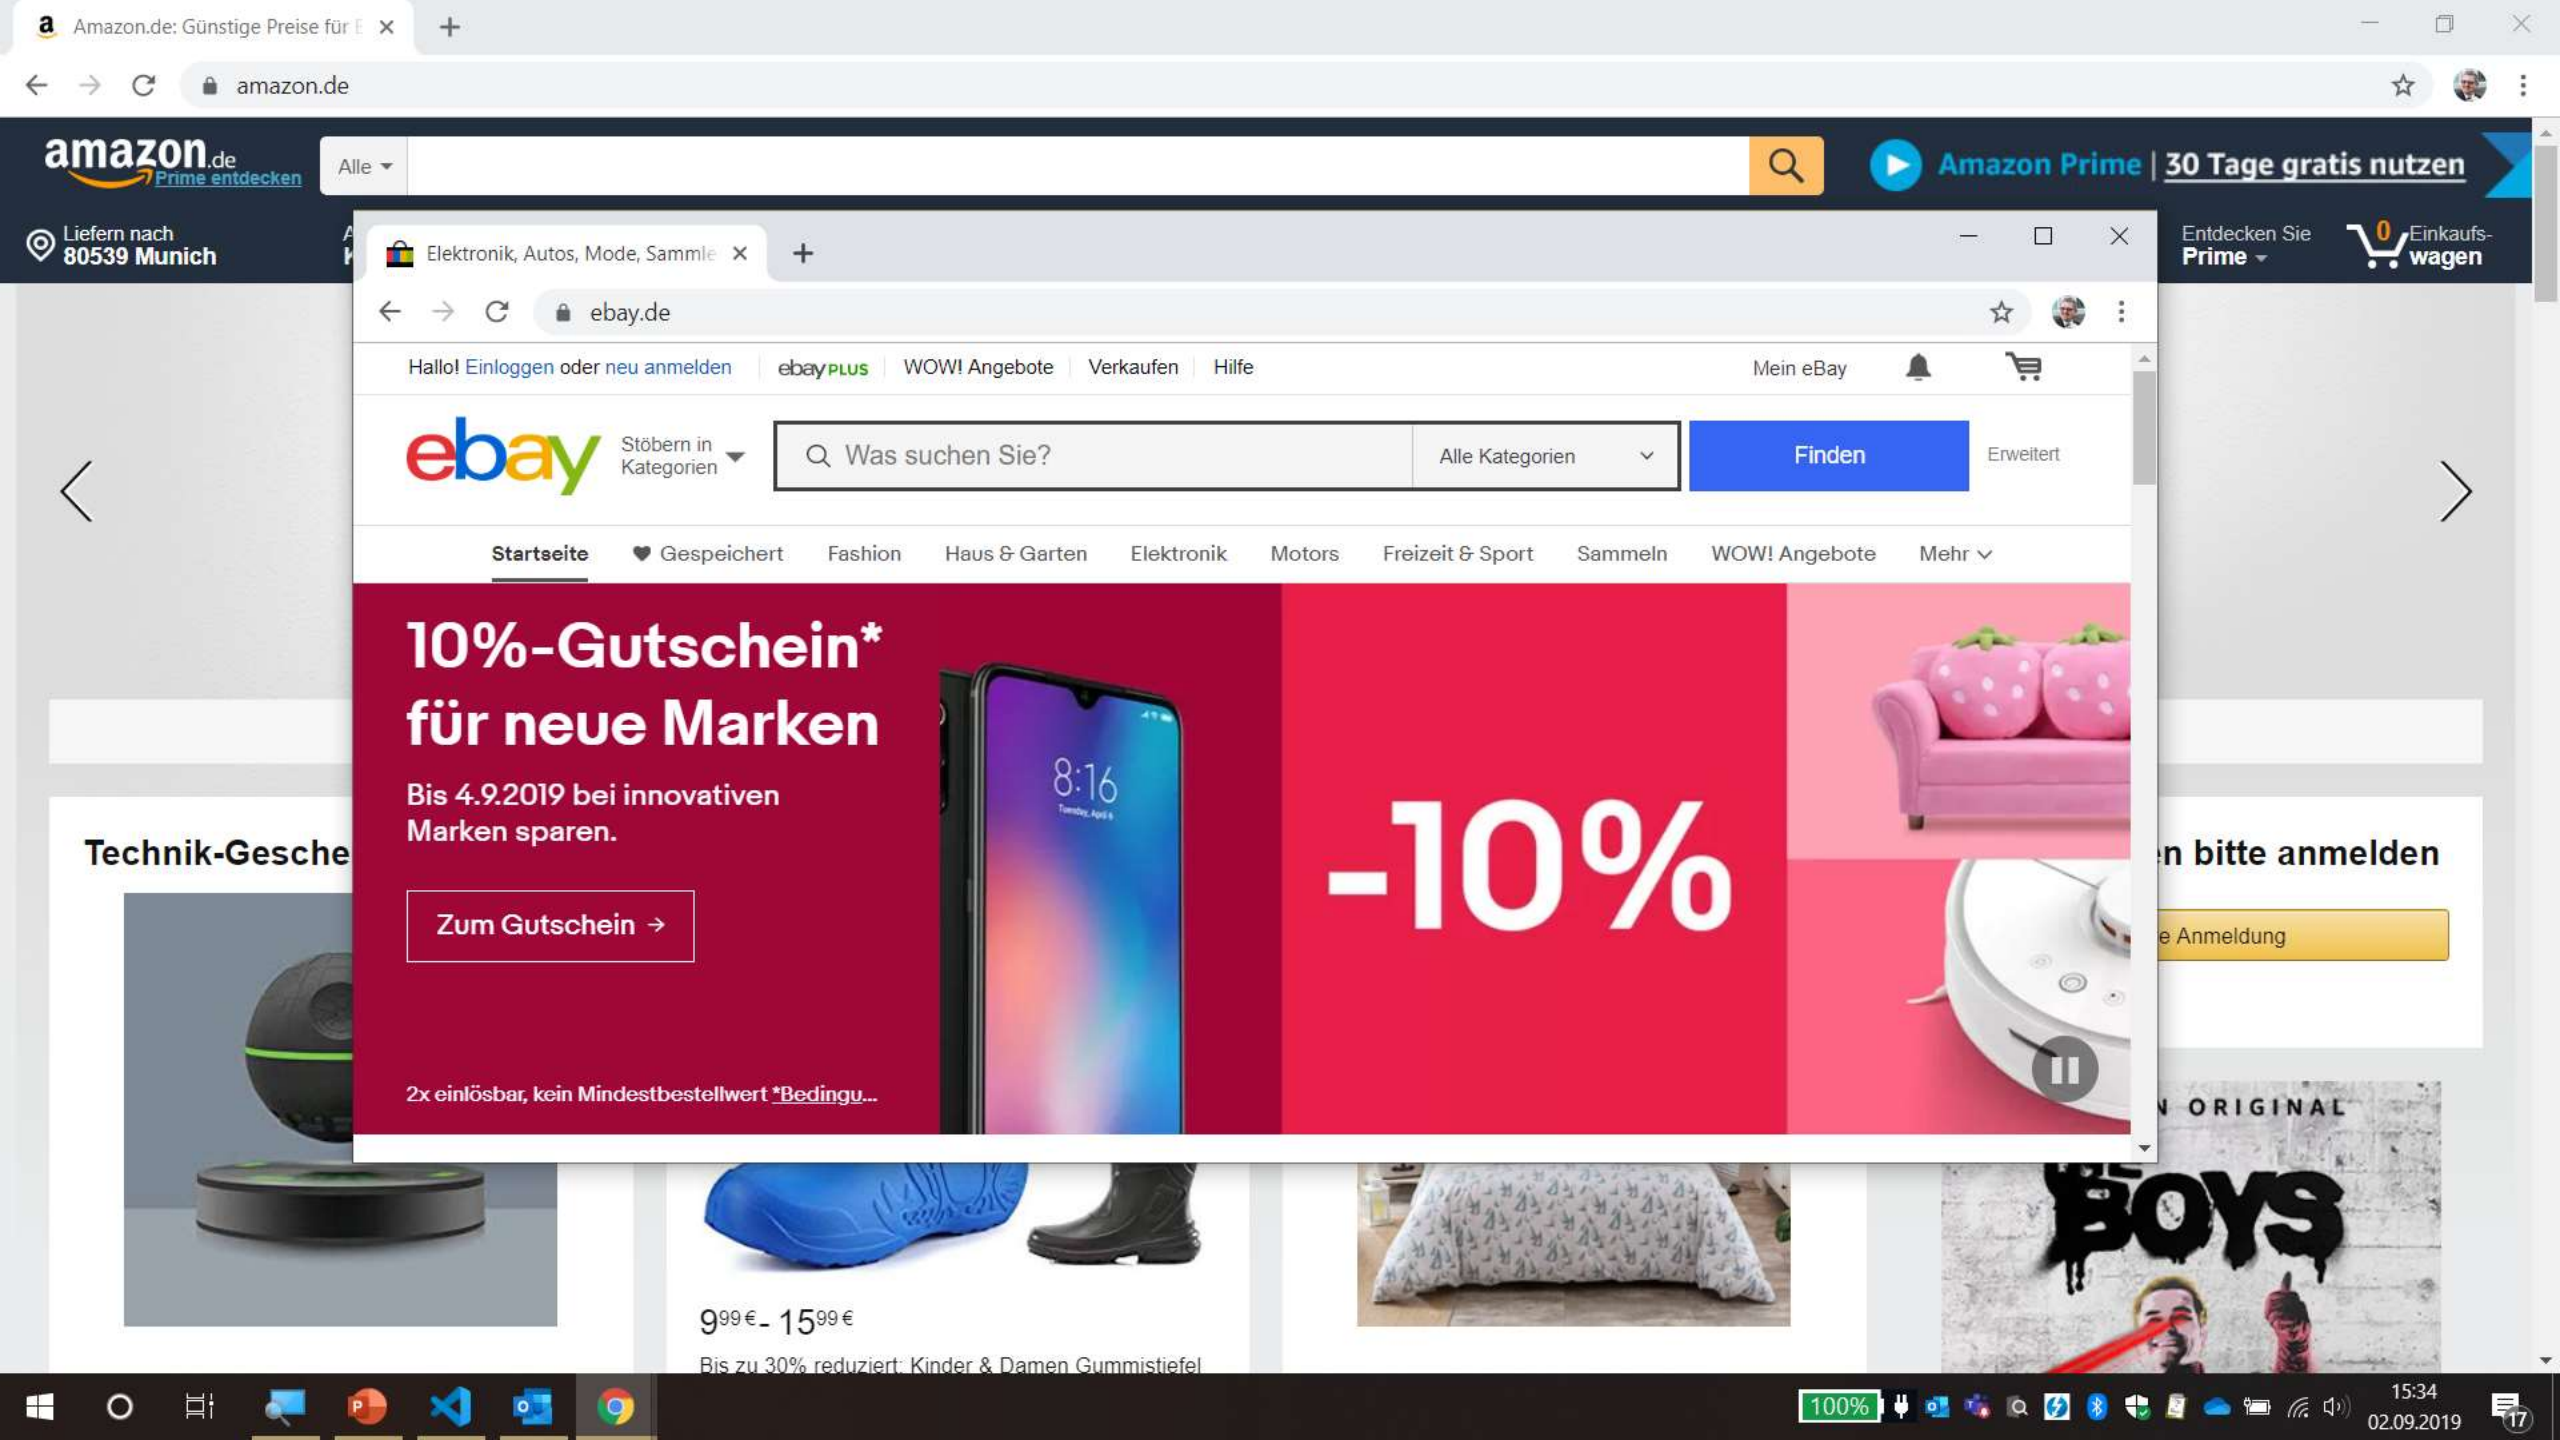 Amazon.de: Günstige Preise für E
amazon.de
amazon.de
Prime entdecken
Alle
Amazon Prime | 30 Tage gratis nutzen
Liefern nach
80539 Munich
Entdecken Sie
Prime
0
Einkaufs-
wagen
Elektronik, Autos, Mode, Sammle
ebay.de
Hallo! Einloggen oder neu anmelden
ebay PLUS
WOW! Angebote
Verkaufen
Hilfe
Mein eBay
ebay
Stöbern in
Kategorien
Was suchen Sie?
Alle Kategorien
Finden
Erweitert
Startseite
Gespeichert
Fashion
Haus & Garten
Elektronik
Motors
Freizeit & Sport
Sammeln
WOW! Angebote
Mehr
10%-Gutschein*
für neue Marken
Bis 4.9.2019 bei innovativen
Marken sparen.
Zum Gutschein →
2x einlösbar, kein Mindestbestellwert *Bedingu...
8:16
Tuesday, April 6
-10%
Technik-Gesche
n bitte anmelden
e Anmeldung
N ORIGINAL
BOYS
999 € - 1599 €
Bis zu 30% reduziert: Kinder & Damen Gummistiefel
100%
15:34
02.09.2019
17